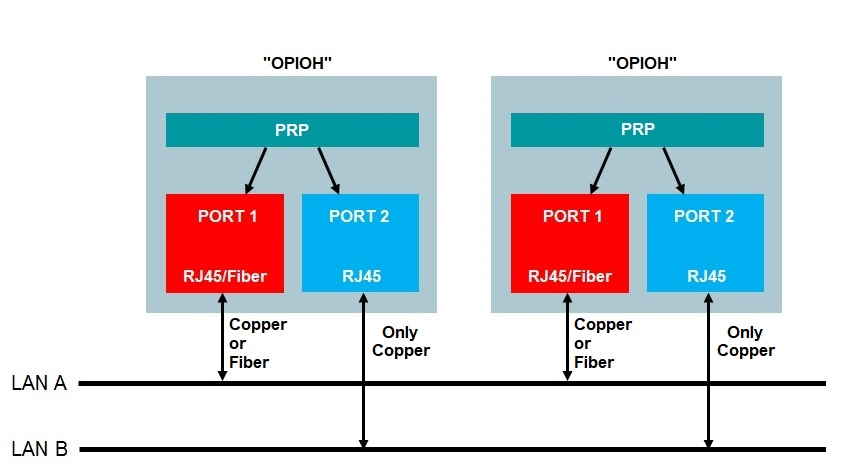 "OPIOH"
"OPIOH"
PRP
PRP
PORT 1
PORT 2
PORT 1
PORT 2
RJ45/Fiber
RJ45
RJ45/Fiber
RJ45
Copper
or
Fiber
Only
Copper
Copper
or
Fiber
Only
Copper
LAN A
LAN B